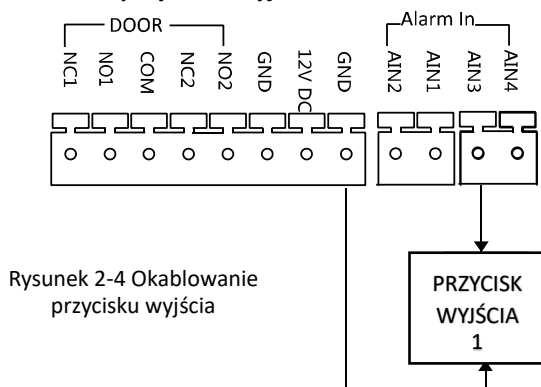 DOOR
Alarm In
NC1
NO1
COM
NC2
NO2
GND
12V DC
GND
AIN2
AIN1
AIN3
AIN4
Rysunek 2-4 Okablowanie
przycisku wyjścia
PRZYCISK
WYJŚCIA
1